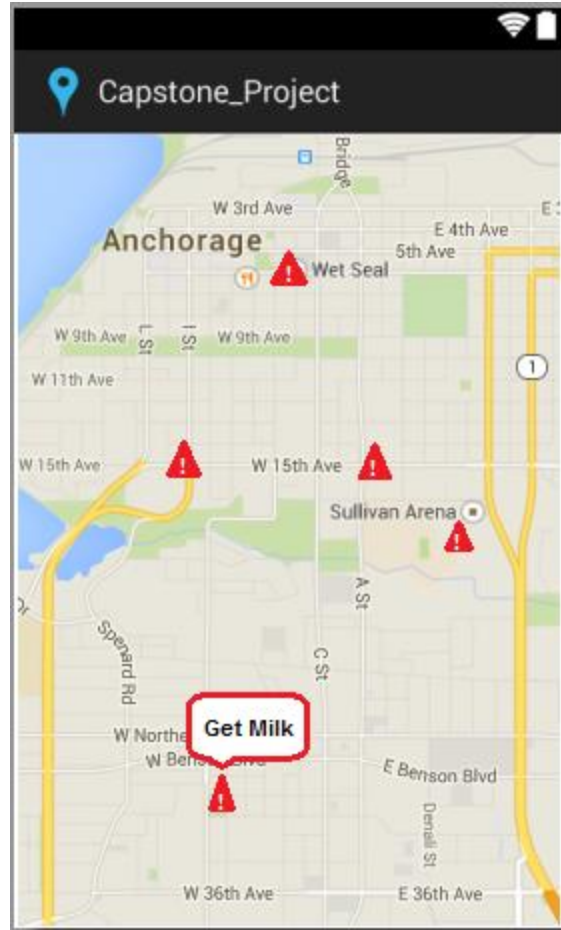 Capstone_Project
Bridge
W 3rd Ave
E 4th Ave
Anchorage
5th Ave
Wet Seal
W 9th Ave
L St
I St
W 9th Ave
W 11th Ave
1
W 15th Ave
W 15th Ave
Sullivan Arena
A St
Spenard Rd
C St
Get Milk
W Northe
W Ben
E Benson Blvd
Denali St
W 36th Ave
E 36th Ave